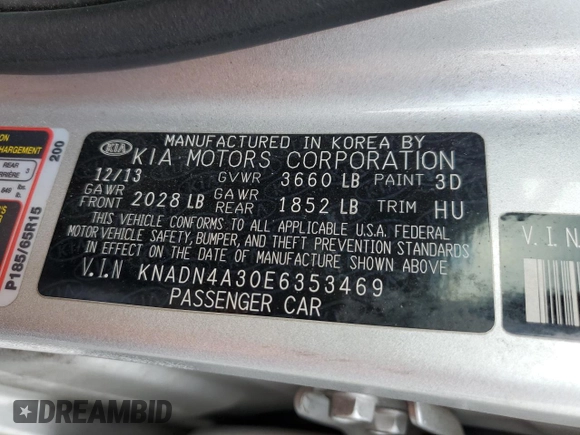 MANUFACTURED IN KOREA BY
KIA KIA MOTORS CORPORATION
12/13 GVWR 3660 LB PAINT 3D
GAWR FRONT 2028 LB GAWR REAR 1852 LB TRIM HU
THIS VEHICLE CONFORMS TO ALL APPLICABLE U.S.A. FEDERAL
MOTOR VEHICLE SAFETY, BUMPER, AND THEFT PREVENTION STANDARDS
IN EFFECT ON THE DATE OF MANUFACTURE SHOWN ABOVE
V.I.N KNADN4A30E6353469
PASSENGER CAR
REAR
P185/65R15
200
V.I.N
DREAMBID